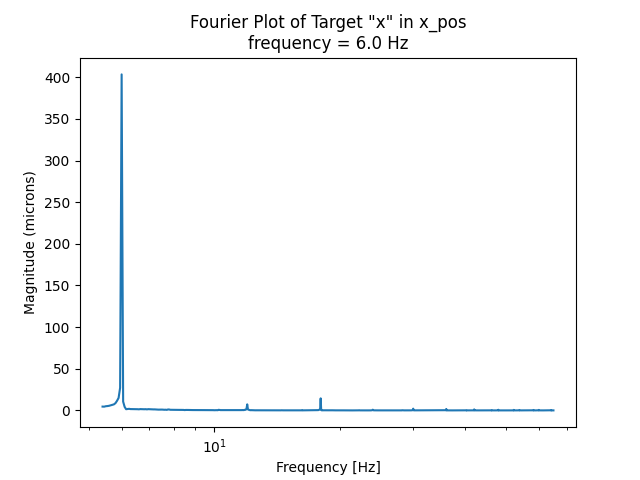 Fourier Plot of Target "x" in x_pos
frequency = 6.0 Hz
400
350
300
250
200
150
100
50
0
Magnitude (microns)
10¹
Frequency [Hz]